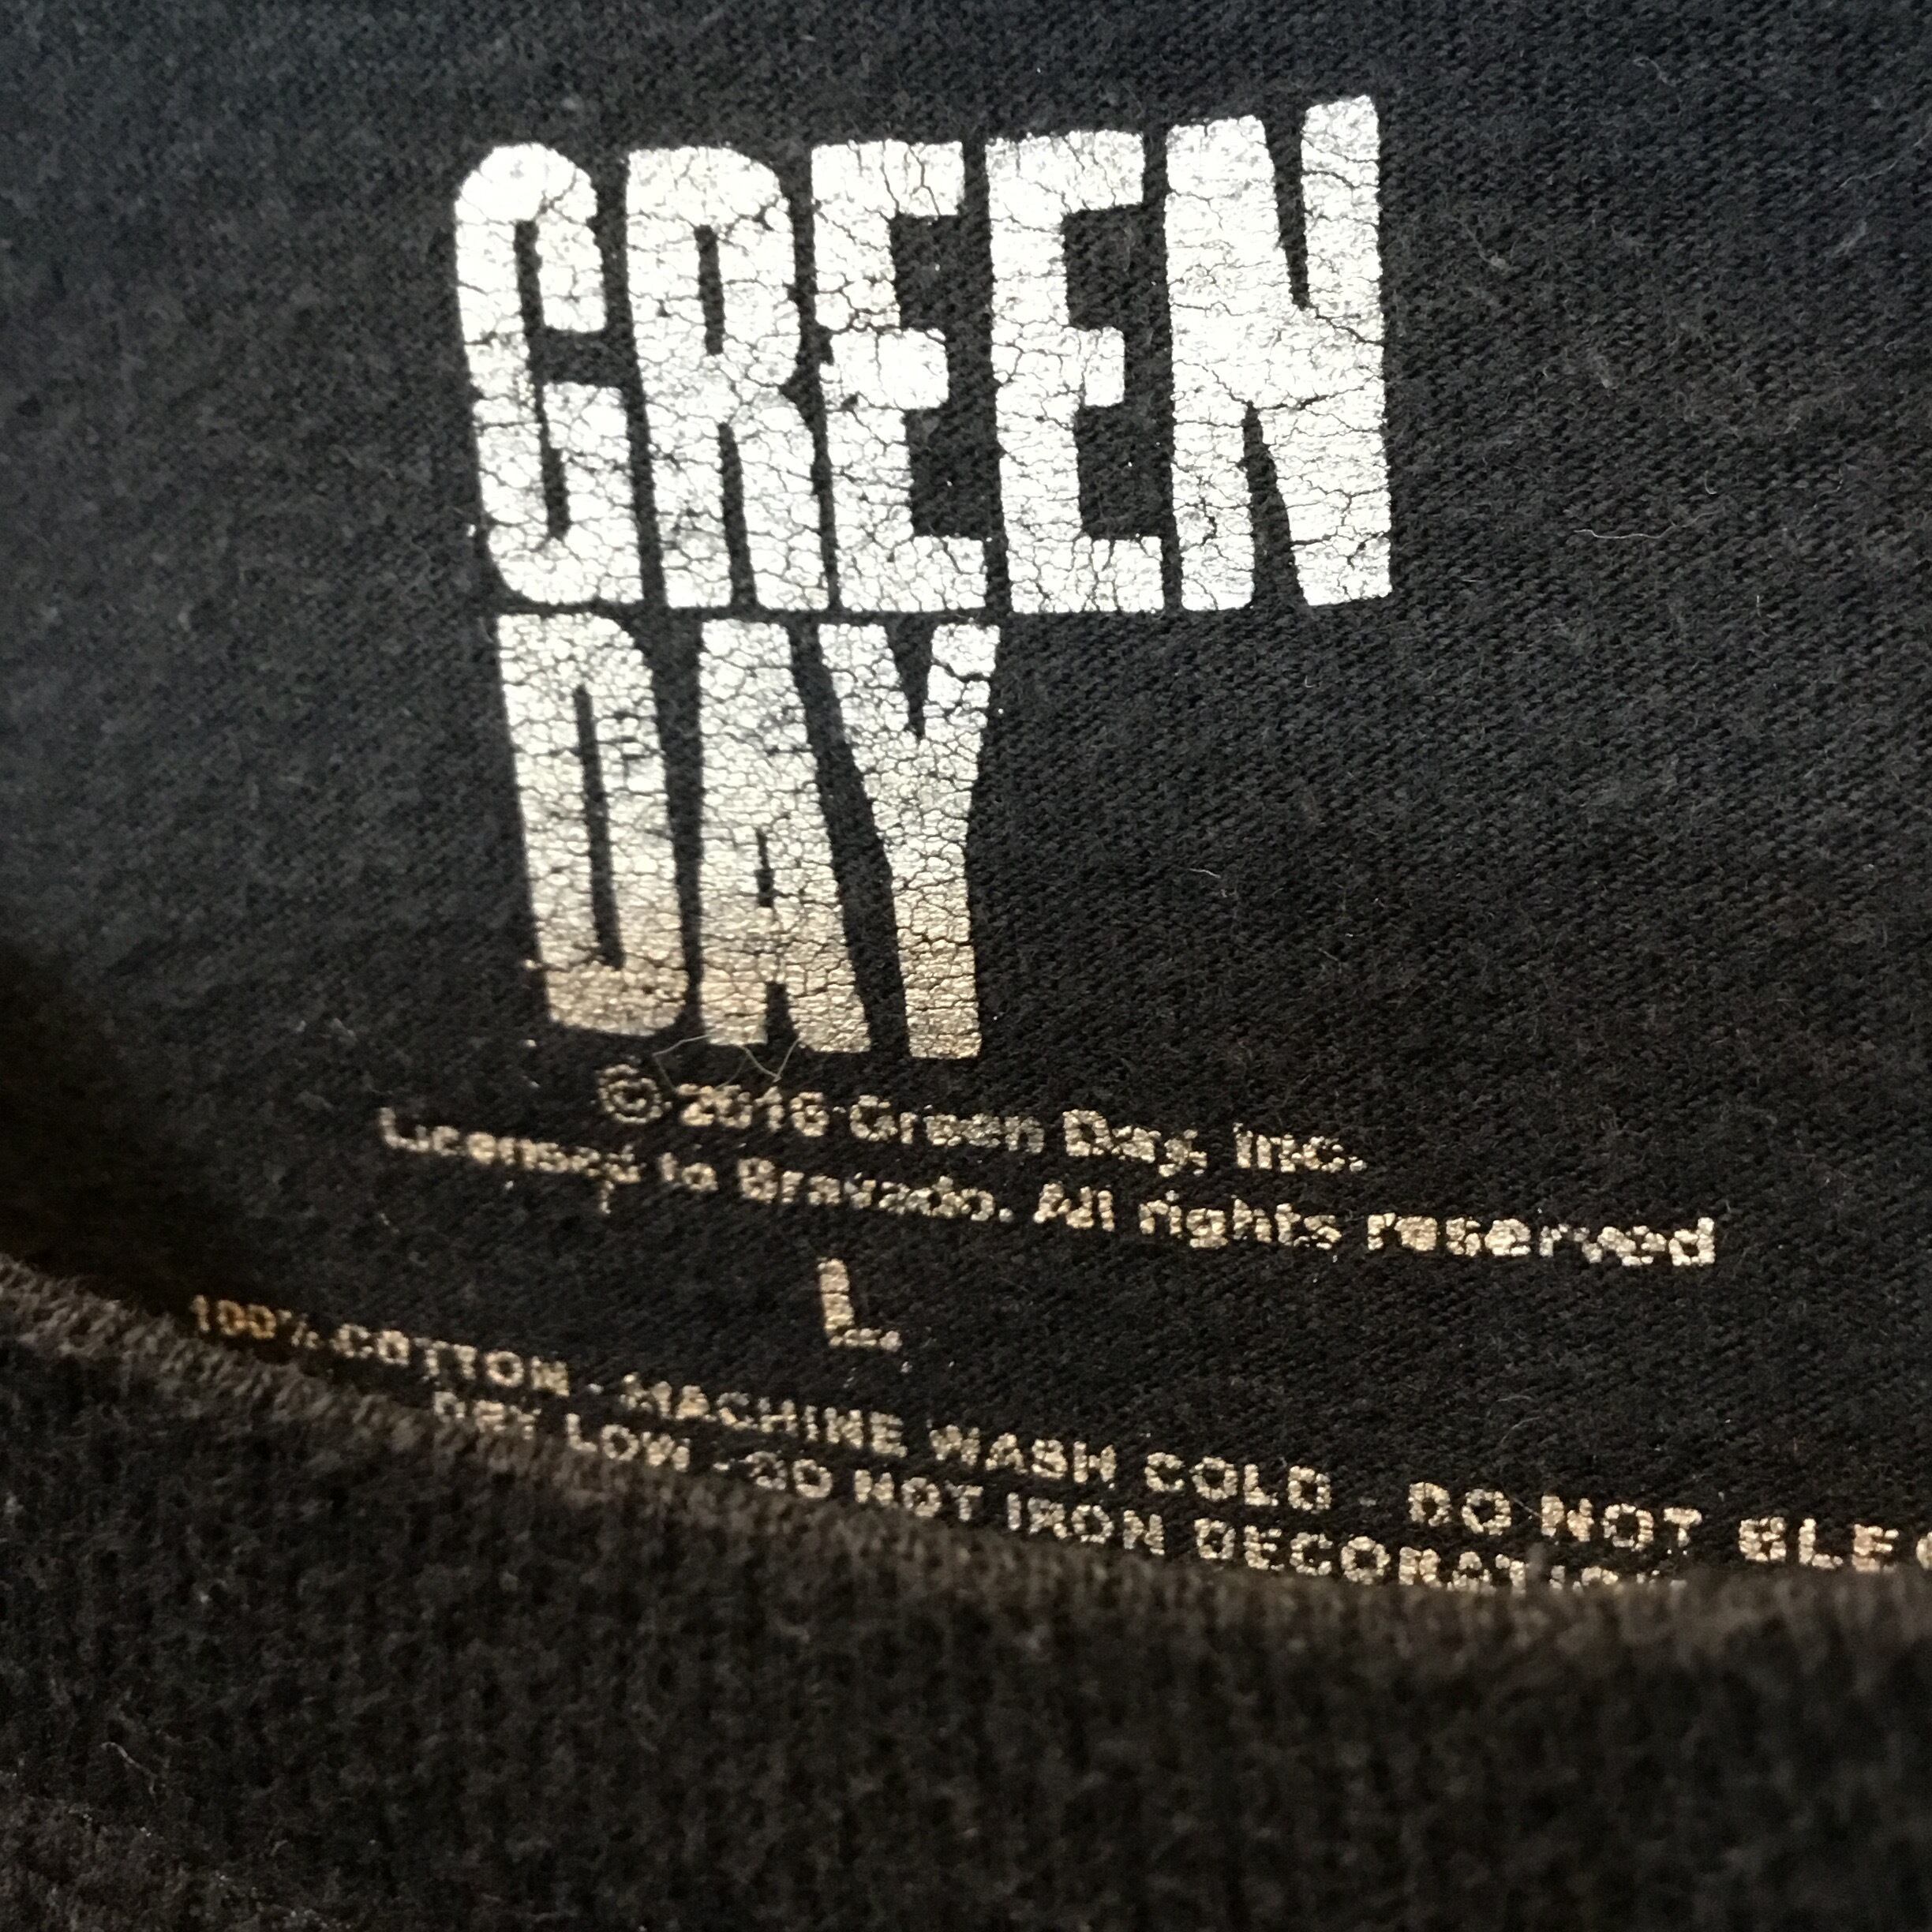 GREEN
DAY
© 2016 Green Day, Inc.
Licensed to Bravado. All rights reserved
L
100% COTTON - MACHINE WASH COLD DO NOT
DRY LOW - DO NOT IRON